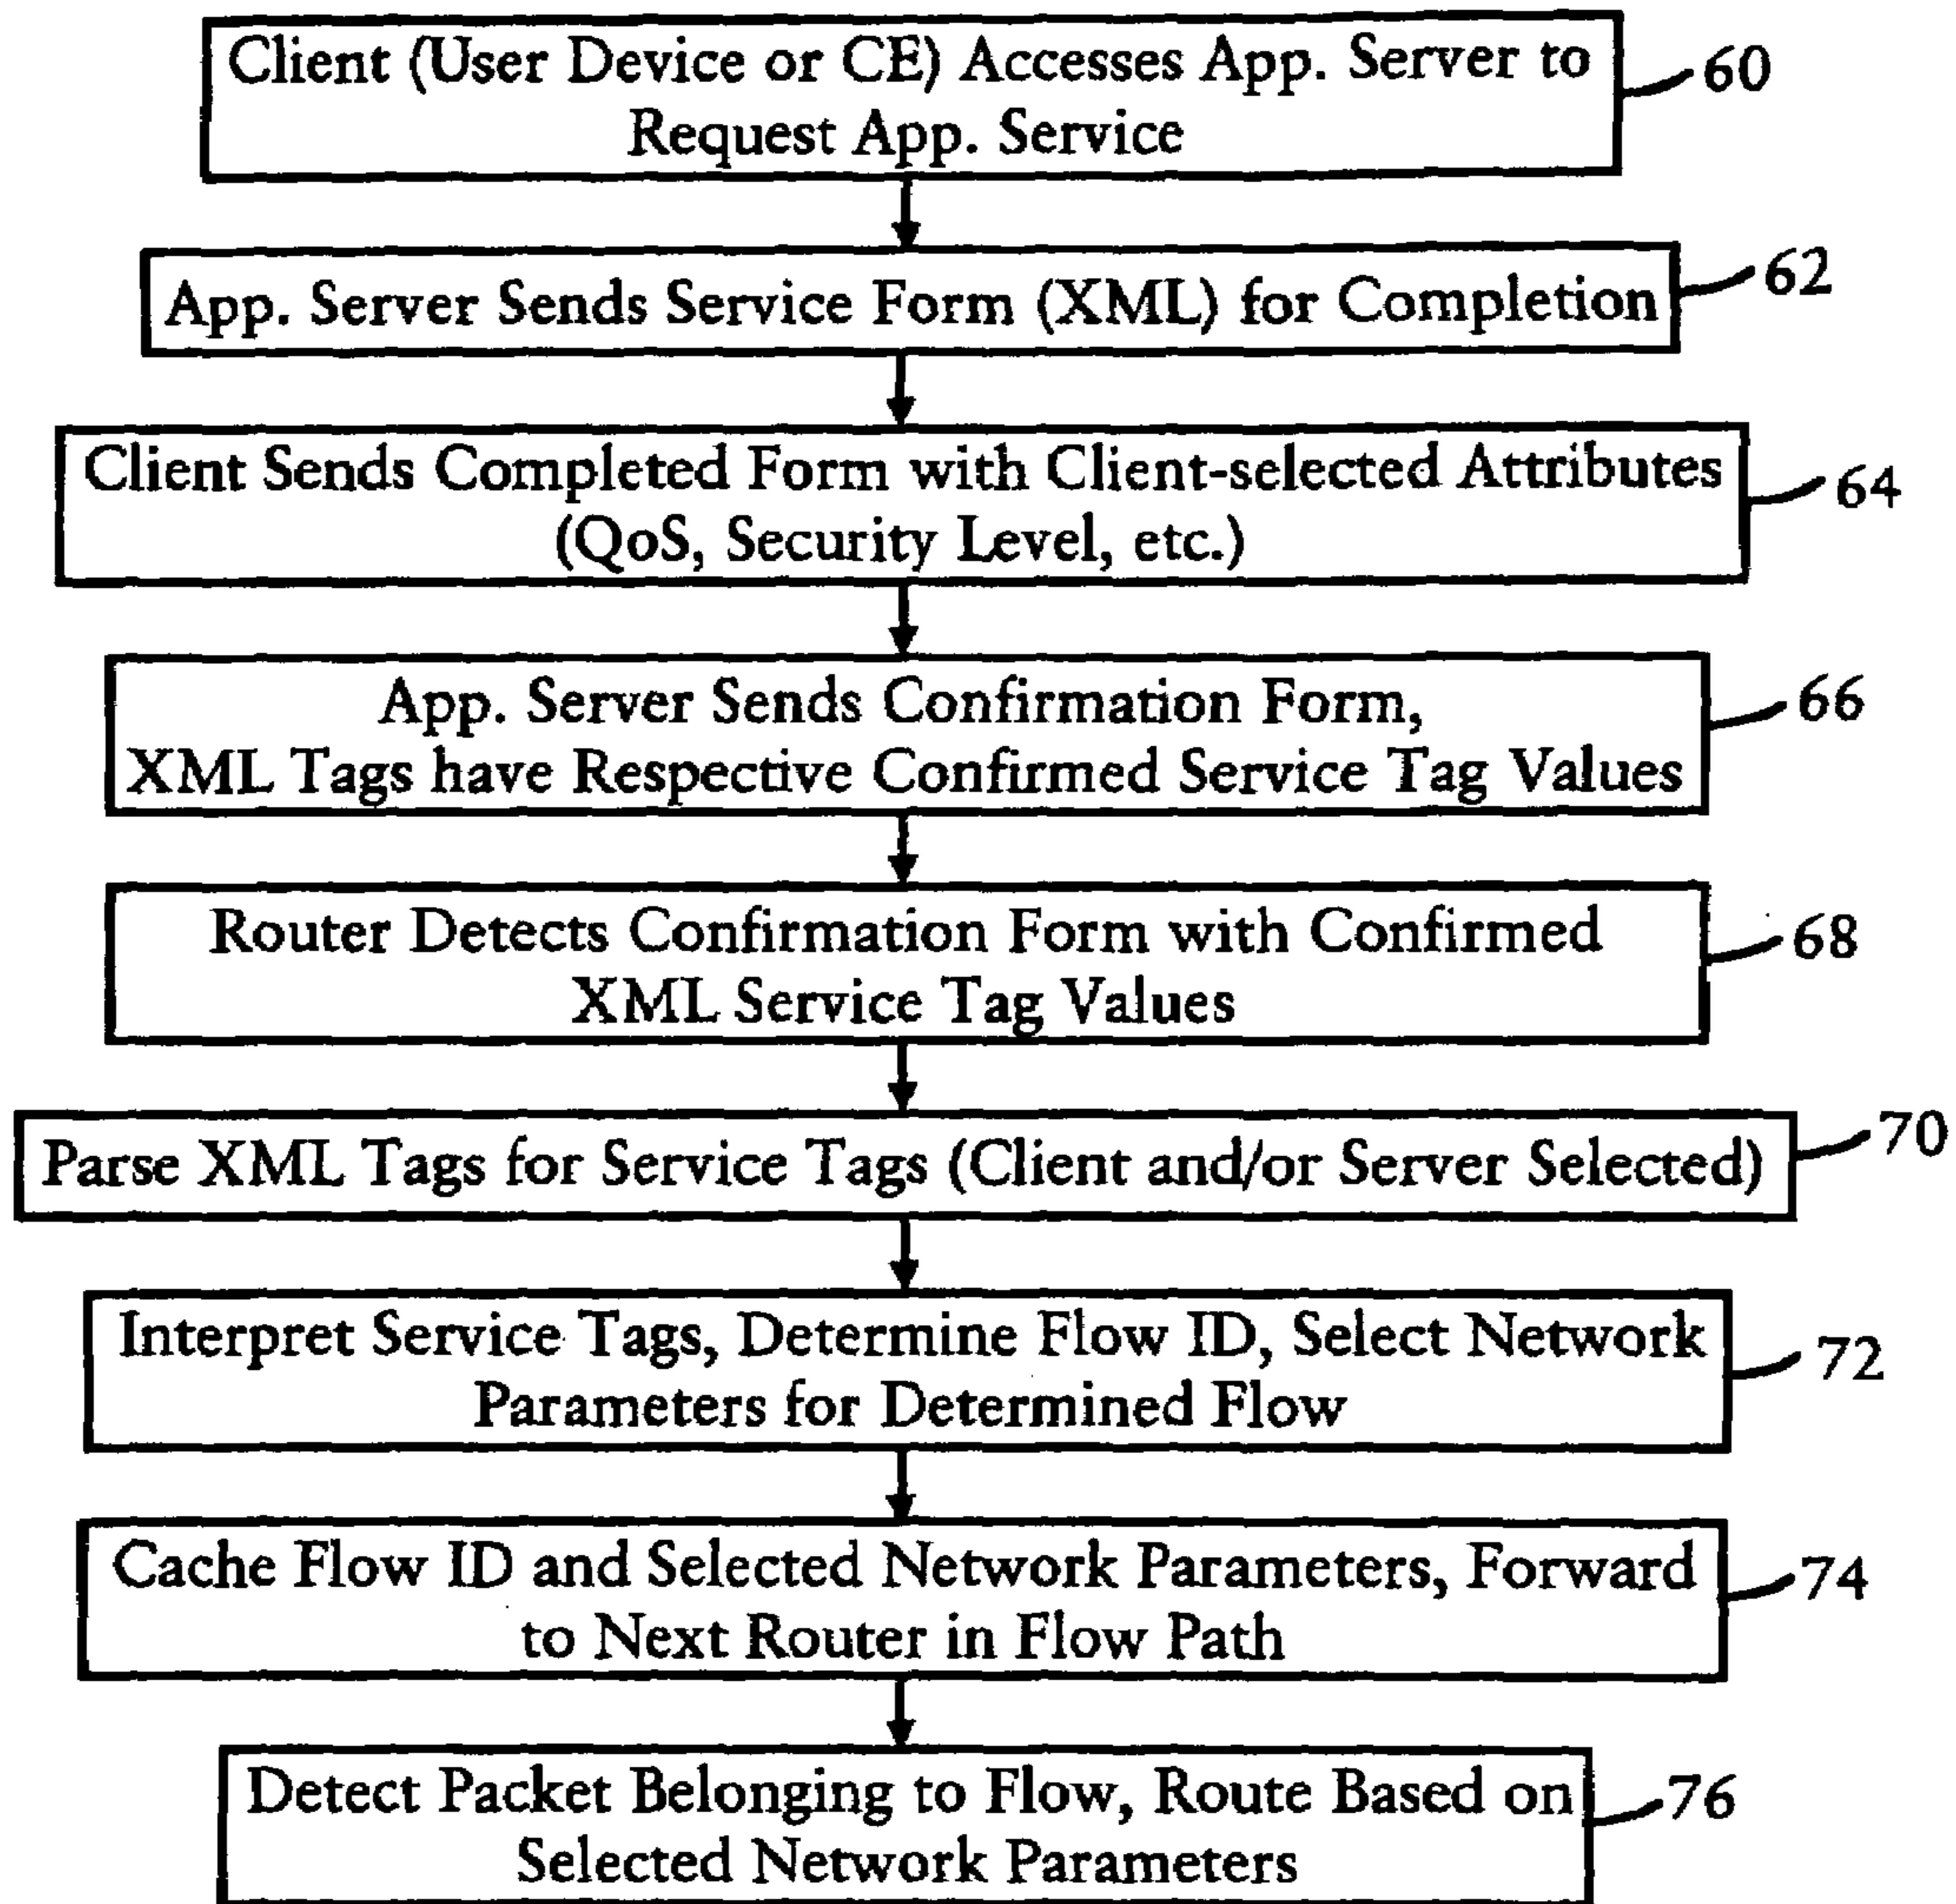 Client (User Device or CE) Accesses App. Server to
Request App. Service
60
App. Server Sends Service Form (XML) for Completion
62
Client Sends Completed Form with Client-selected Attributes
(QoS, Security Level, etc.)
64
App. Server Sends Confirmation Form,
XML Tags have Respective Confirmed Service Tag Values
66
Router Detects Confirmation Form with Confirmed
XML Service Tag Values
68
Parse XML Tags for Service Tags (Client and/or Server Selected)
70
Interpret Service Tags, Determine Flow ID, Select Network
Parameters for Determined Flow
72
Cache Flow ID and Selected Network Parameters, Forward
to Next Router in Flow Path
74
Detect Packet Belonging to Flow, Route Based on
Selected Network Parameters
76